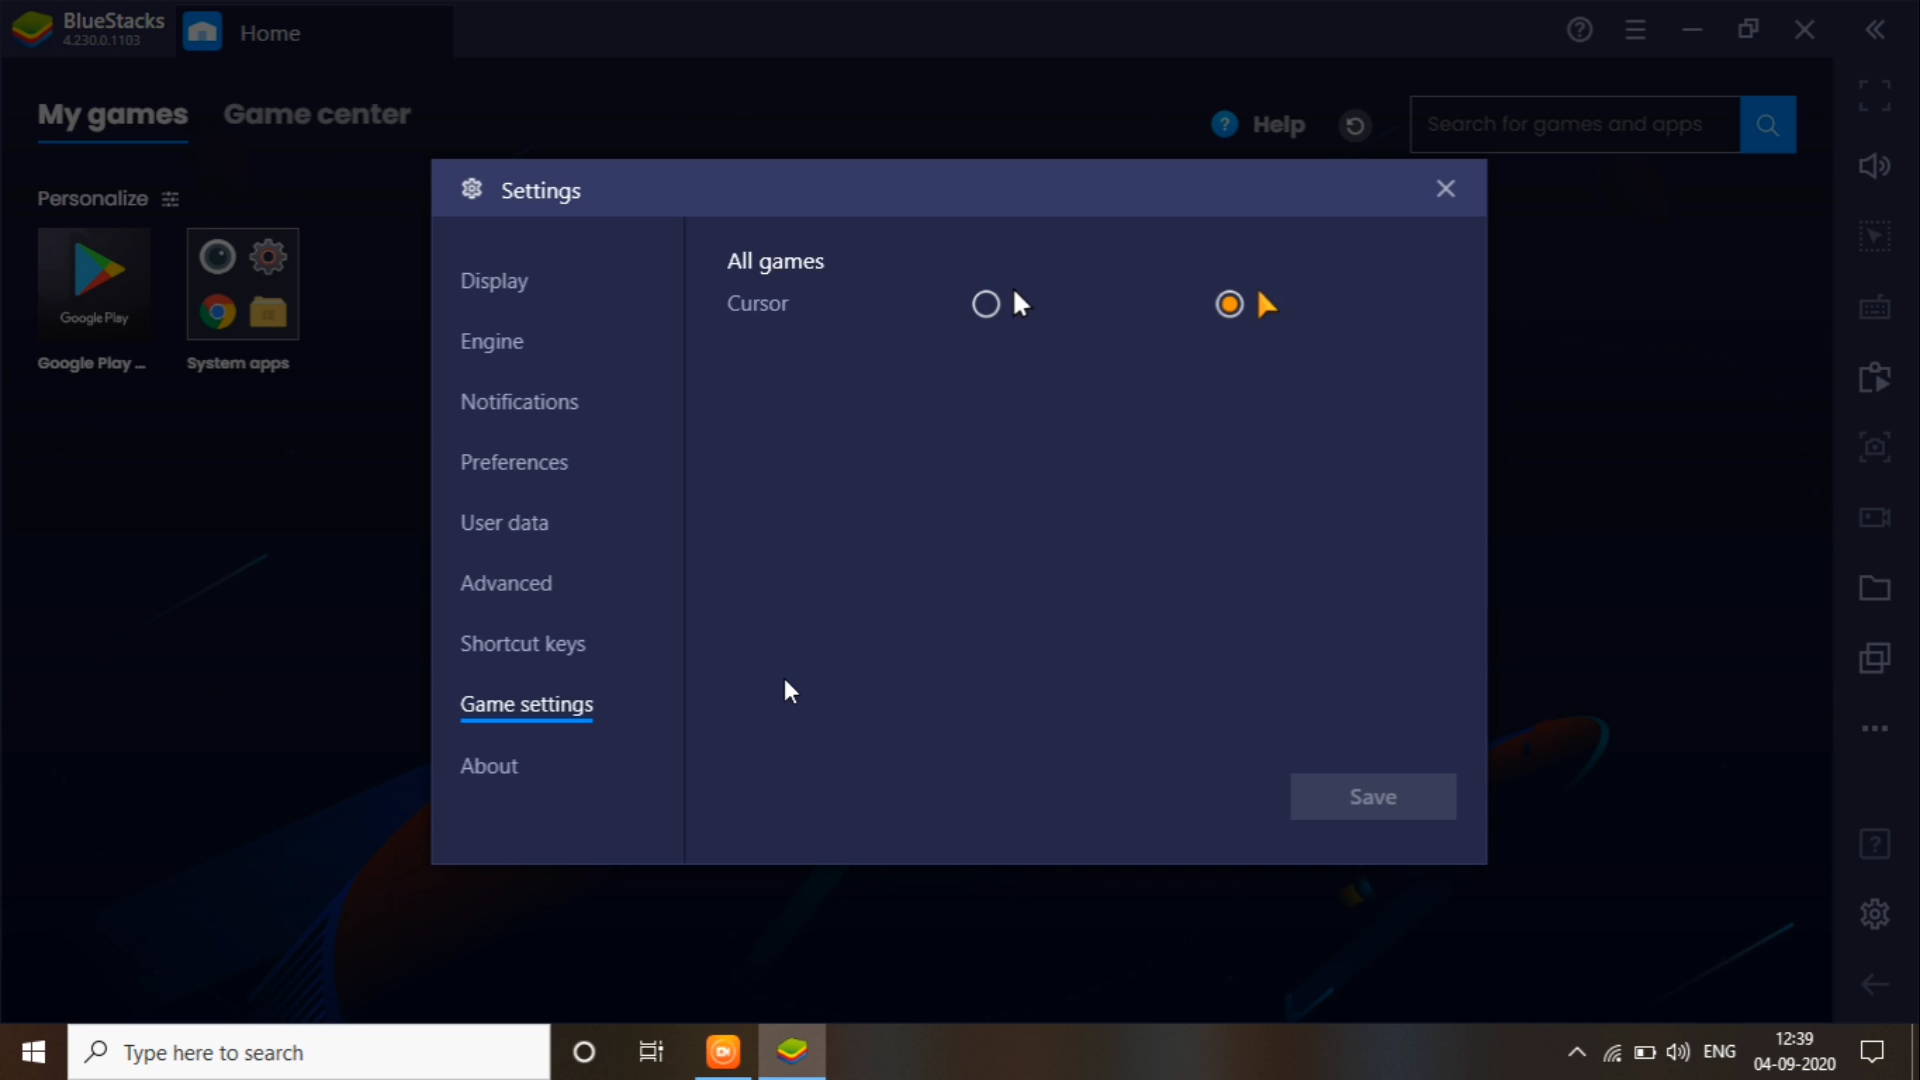 BlueStacks
4.230.0.1103
Home
My games
Game center
Help
Search for games and apps
Personalize
Google Play
Google Play ...
System apps
Settings
Display
Engine
Notifications
Preferences
User data
Advanced
Shortcut keys
Game settings
About
All games
Cursor
Save
Type here to search
ENG
12:39
04-09-2020